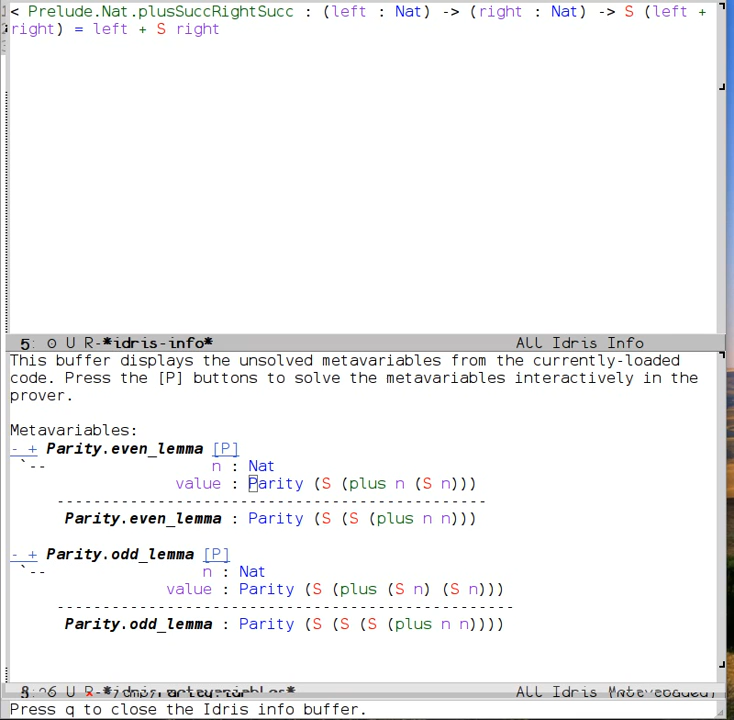 < Prelude.Nat.plusSuccRightSucc : (left : Nat) -> (right : Nat) -> S (left +
right) = left + S right
5: O U R-*idris-info* All Idris Info
This buffer displays the unsolved metavariables from the currently-loaded
code. Press the [P] buttons to solve the metavariables interactively in the
prover.
Metavariables:
- + Parity.even_lemma [P]
`-- n : Nat
value : Parity (S (plus n (S n)))
------------------------------------------------
Parity.even_lemma : Parity (S (S (plus n n)))
- + Parity.odd_lemma [P]
`-- n : Nat
value : Parity (S (plus (S n) (S n)))
--------------------------------------------------
Parity.odd_lemma : Parity (S (S (S (plus n n))))
U R- All Idris
Press q to close the Idris info buffer.